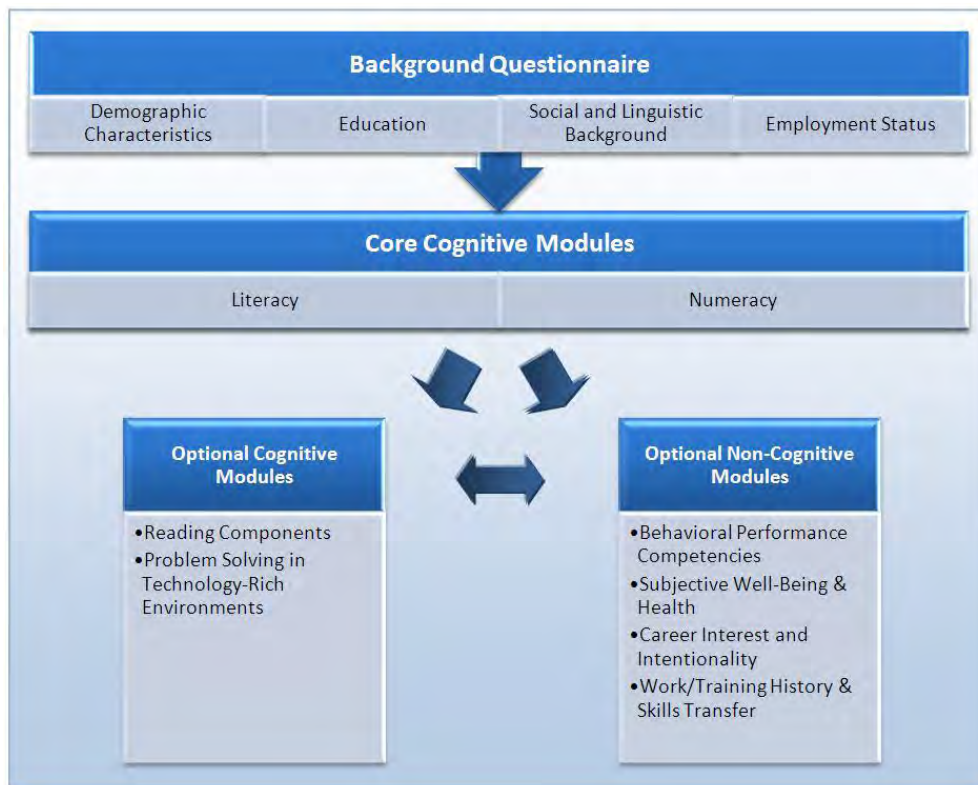 Background Questionnaire
Demographic
Characteristics
Education
Social and Linguistic
Background
Employment Status
Core Cognitive Modules
Literacy
Numeracy
Optional Cognitive
Modules
•Reading Components
•Problem Solving in
Technology-Rich
Environments
Optional Non-Cognitive
Modules
•Behavioral Performance
Competencies
•Subjective Well-Being &
Health
•Career Interest and
Intentionality
•Work/Training History &
Skills Transfer